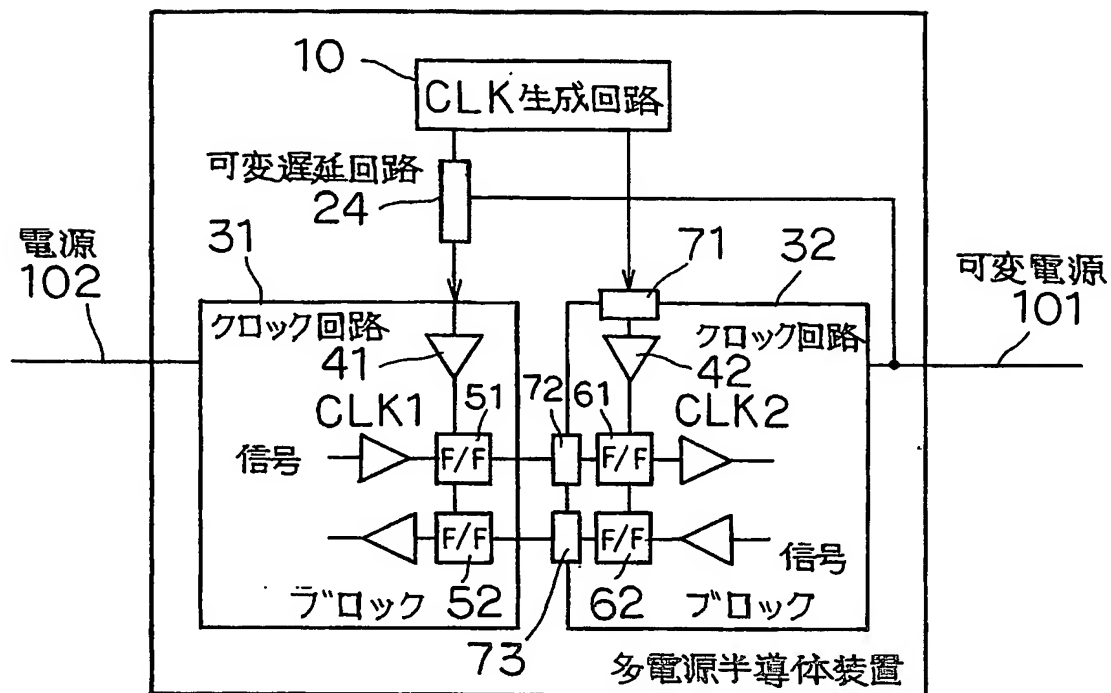 10
CLK生成回路
可変遅延回路
24
電源
102
31
71
32
可変電源
101
クロック回路
41
クロック回路
42
CLK1
51
72
61
CLK2
信号
F/F
F/F
F/F
F/F
信号
ブロック
52
62
ブロック
73
多電源半導体装置